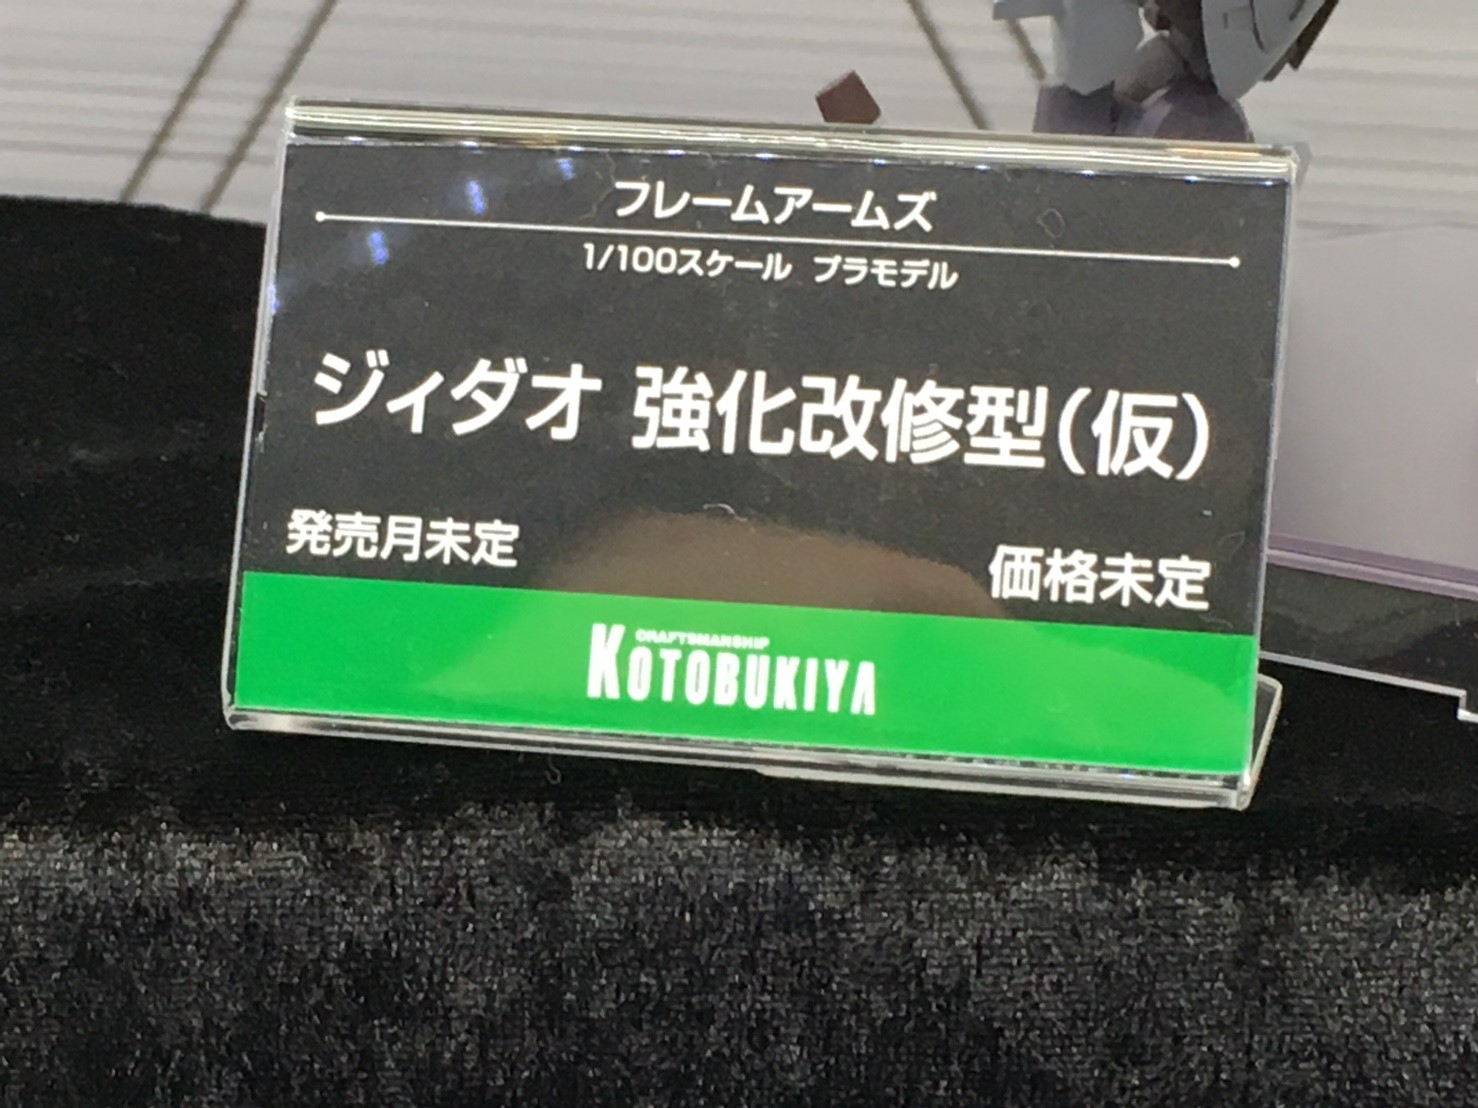 フレームアームズ
1/100スケール プラモデル
ジィダオ 強化改修型(仮)
発売月未定
価格未定
CRAFTSMANSHIP
KOTOBUKIYA